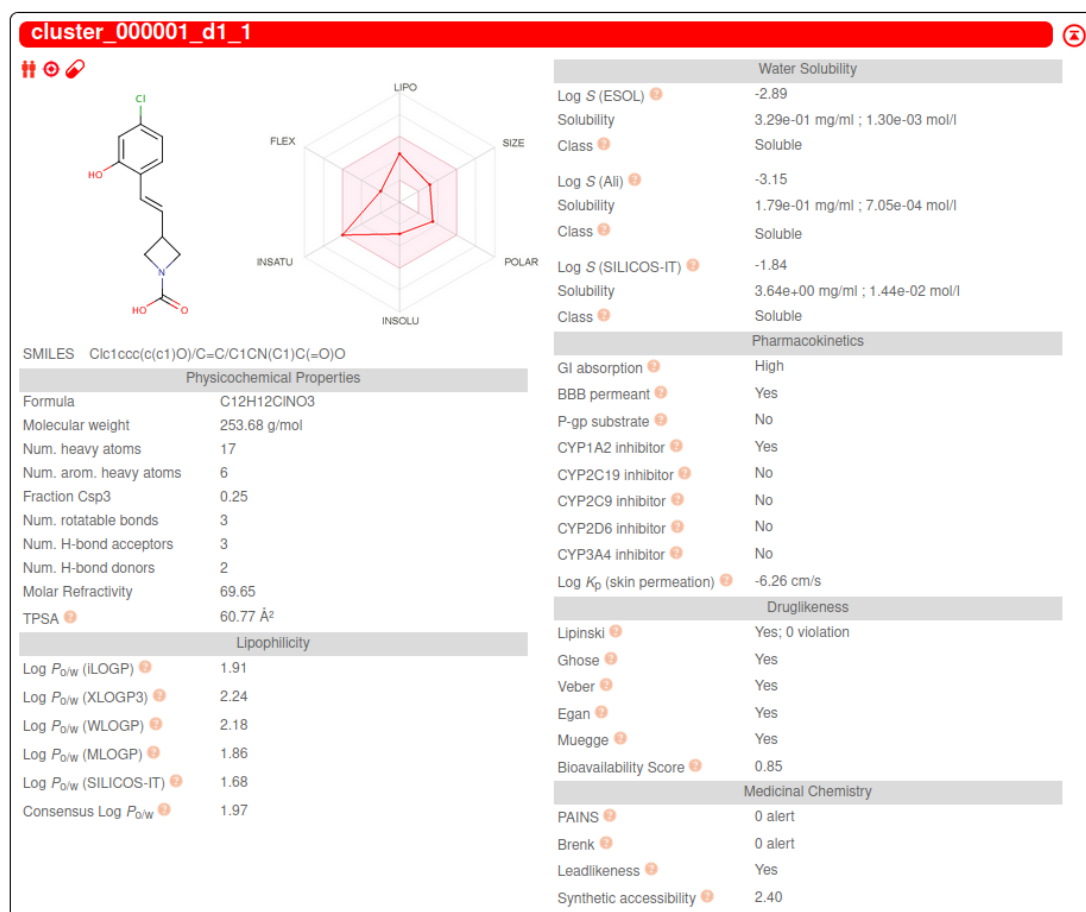 cluster_000001_d1_1
Cl
HO
N
HO
O
LIPO
FLEX
SIZE
INSATU
POLAR
INSOLU
SMILES Clc1ccc(c(c1)O)/C=C/C1CN(C1)C(=O)O
Physicochemical Properties
Formula C12H12ClNO3
Molecular weight 253.68 g/mol
Num. heavy atoms 17
Num. arom. heavy atoms 6
Fraction Csp3 0.25
Num. rotatable bonds 3
Num. H-bond acceptors 3
Num. H-bond donors 2
Molar Refractivity 69.65
TPSA ? 60.77 Å²
Lipophilicity
Log Po/w (iLOGP) ? 1.91
Log Po/w (XLOGP3) ? 2.24
Log Po/w (WLOGP) ? 2.18
Log Po/w (MLOGP) ? 1.86
Log Po/w (SILICOS-IT) ? 1.68
Consensus Log Po/w ? 1.97
Water Solubility
Log S (ESOL) ? -2.89
Solubility 3.29e-01 mg/ml ; 1.30e-03 mol/l
Class ? Soluble
Log S (Ali) ? -3.15
Solubility 1.79e-01 mg/ml ; 7.05e-04 mol/l
Class ? Soluble
Log S (SILICOS-IT) ? -1.84
Solubility 3.64e+00 mg/ml ; 1.44e-02 mol/l
Class ? Soluble
Pharmacokinetics
GI absorption ? High
BBB permeant ? Yes
P-gp substrate ? No
CYP1A2 inhibitor ? Yes
CYP2C19 inhibitor ? No
CYP2C9 inhibitor ? No
CYP2D6 inhibitor ? No
CYP3A4 inhibitor ? No
Log Kp (skin permeation) ? -6.26 cm/s
Druglikeness
Lipinski ? Yes; 0 violation
Ghose ? Yes
Veber ? Yes
Egan ? Yes
Muegge ? Yes
Bioavailability Score ? 0.85
Medicinal Chemistry
PAINS ? 0 alert
Brenk ? 0 alert
Leadlikeness ? Yes
Synthetic accessibility ? 2.40